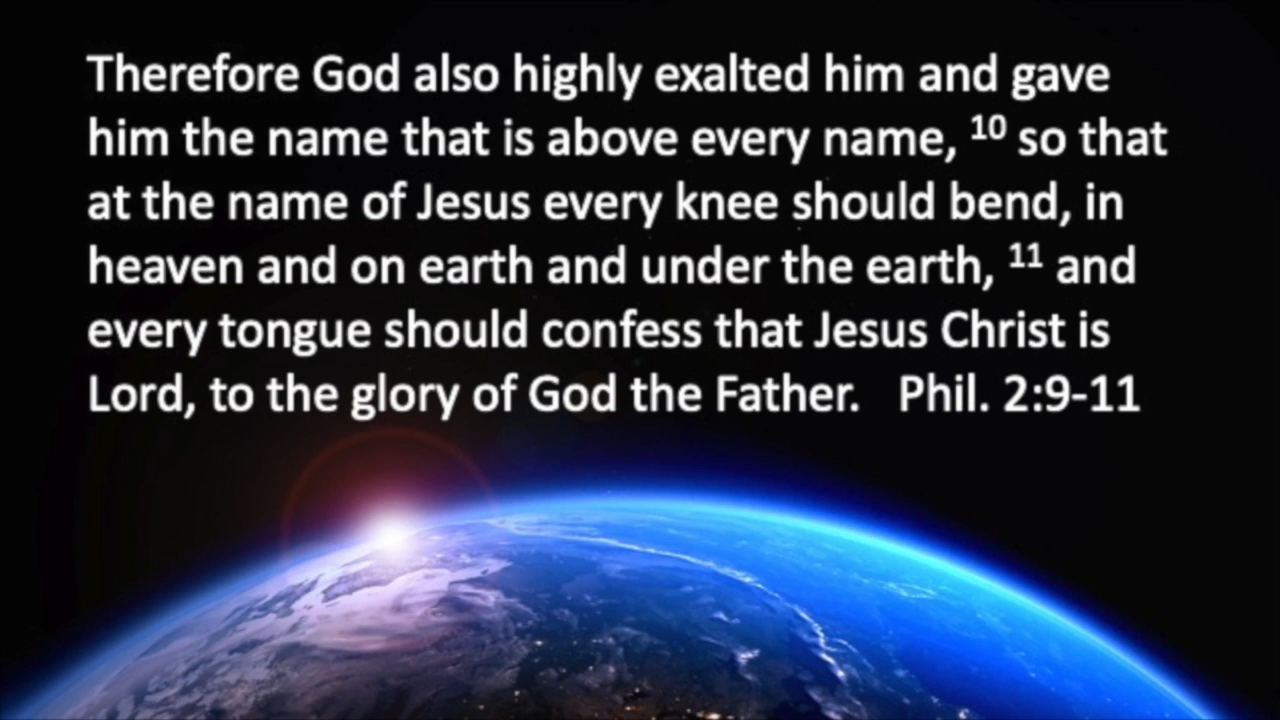 Therefore God also highly exalted him and gave
him the name that is above every name, 10 so that
at the name of Jesus every knee should bend, in
heaven and on earth and under the earth, 11 and
every tongue should confess that Jesus Christ is
Lord, to the glory of God the Father. Phil. 2:9-11